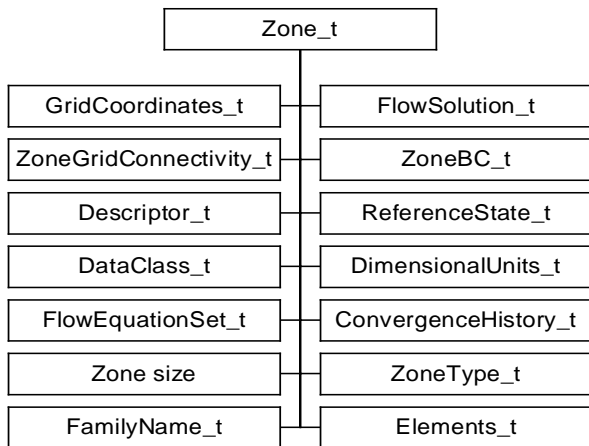 Zone_t
GridCoordinates_t
FlowSolution_t
ZoneGridConnectivity_t
ZoneBC_t
Descriptor_t
ReferenceState_t
DataClass_t
DimensionalUnits_t
FlowEquationSet_t
ConvergenceHistory_t
Zone size
ZoneType_t
FamilyName_t
Elements_t